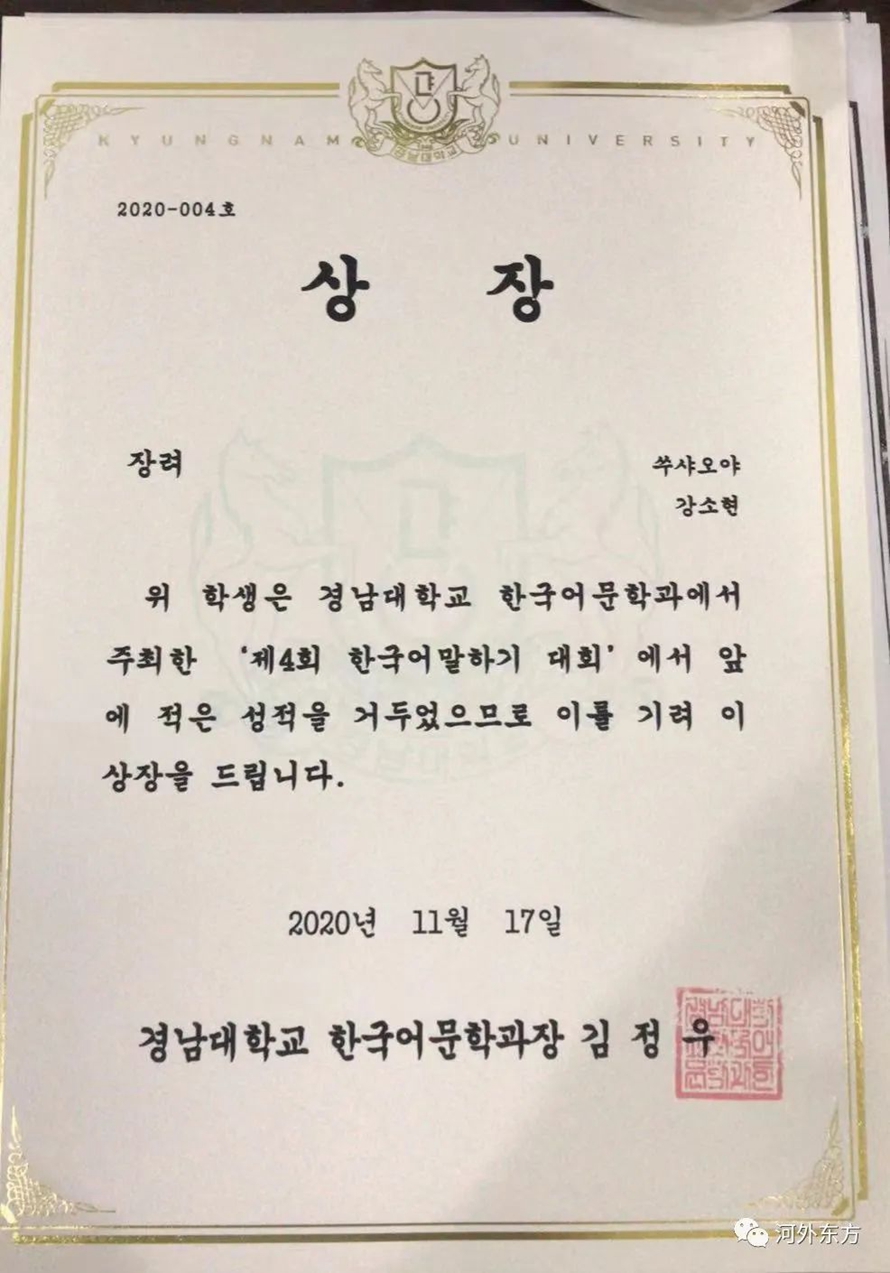 KYUNGNAM UNIVERSITY
경남대학교
2020-004호
상 장
장려
쑤샤오야
강소현
위 학생은 경남대학교 한국어문학과에서
주최한 '제4회 한국어말하기 대회'에서 앞
에 적은 성적을 거두었으므로 이를 기려 이
상장을 드립니다.
2020년 11월 17일
경남대학교 한국어문학과장 김 정 우
河外东方